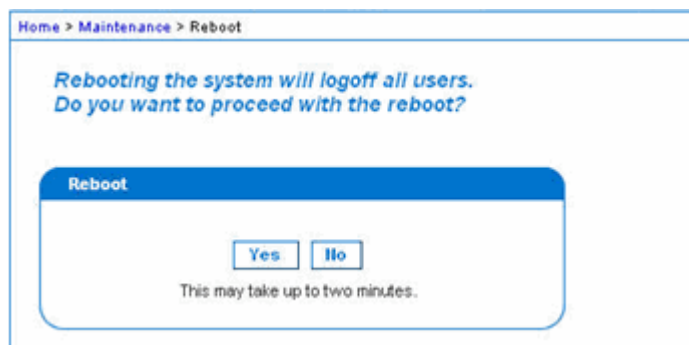 Home > Maintenance > Reboot
Rebooting the system will logoff all users.
Do you want to proceed with the reboot?
Reboot
Yes No
This may take up to two minutes.